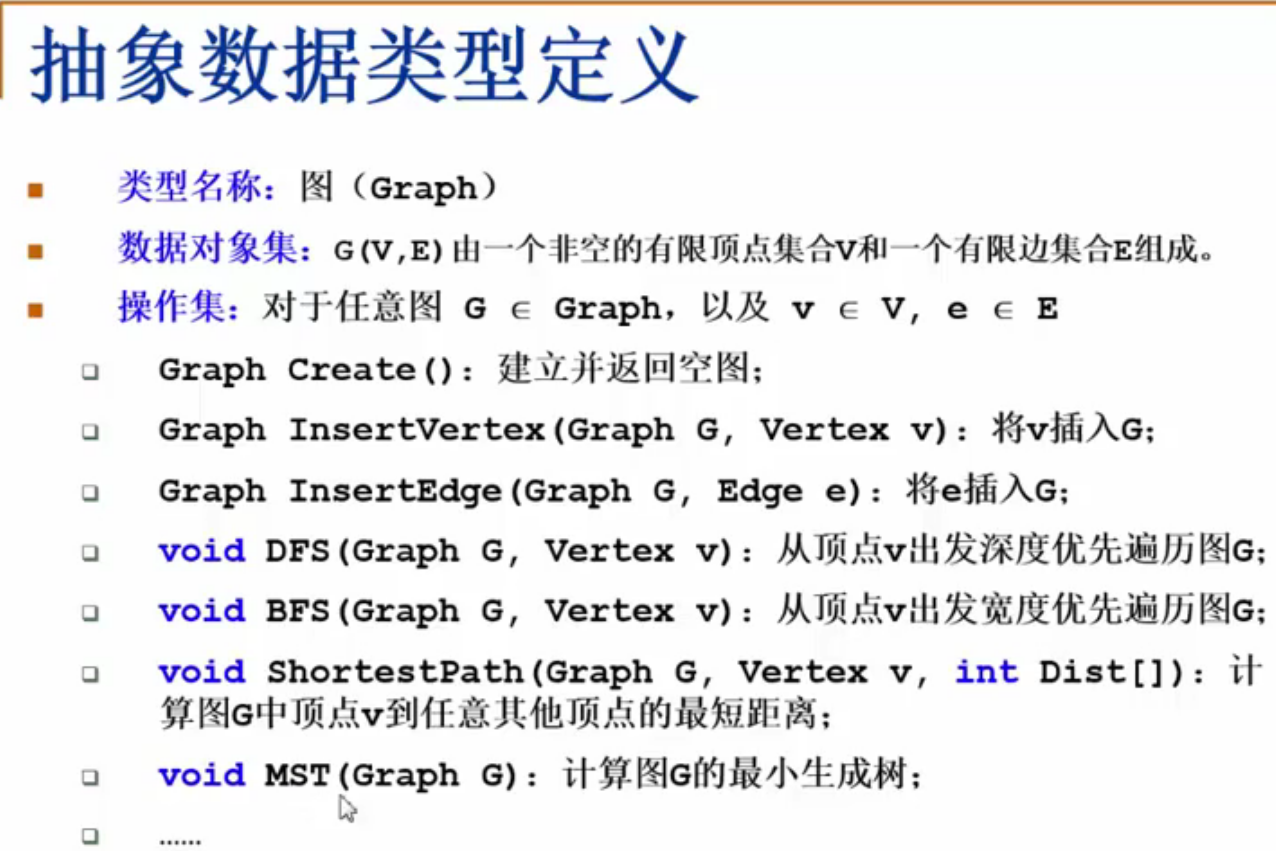 抽象数据类型定义
类型名称：图（Graph）
数据对象集：G(V,E)由一个非空的有限顶点集合V和一个有限边集合E组成。
操作集：对于任意图 G ∈ Graph，以及 v ∈ V, e ∈ E
Graph Create()：建立并返回空图；
Graph InsertVertex(Graph G, Vertex v)：将v插入G；
Graph InsertEdge(Graph G, Edge e)：将e插入G；
void DFS(Graph G, Vertex v)：从顶点v出发深度优先遍历图G；
void BFS(Graph G, Vertex v)：从顶点v出发宽度优先遍历图G；
void ShortestPath(Graph G, Vertex v, int Dist[])：计
算图G中顶点v到任意其他顶点的最短距离；
void MST(Graph G)：计算图G的最小生成树；
……